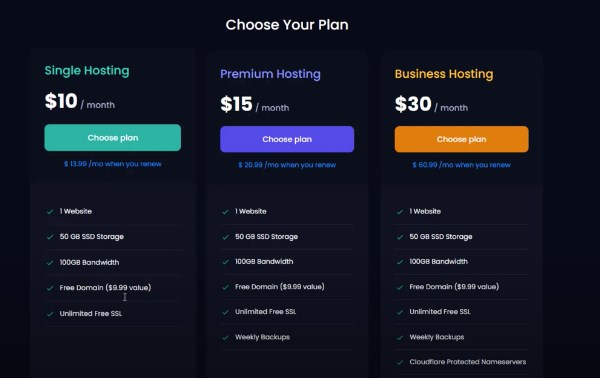 Choose Your Plan
Single Hosting
$10 / month
Choose plan
$ 13.99 /mo when you renew
1 Website
50 GB SSD Storage
100GB Bandwidth
Free Domain ($9.99 value)
Unlimited Free SSL
Premium Hosting
$15 / month
Choose plan
$ 20.99 /mo when you renew
1 Website
50 GB SSD Storage
100GB Bandwidth
Free Domain ($9.99 value)
Unlimited Free SSL
Weekly Backups
Business Hosting
$30 / month
Choose plan
$ 60.99 /mo when you renew
1 Website
50 GB SSD Storage
100GB Bandwidth
Free Domain ($9.99 value)
Unlimited Free SSL
Weekly Backups
Cloudflare Protected Nameservers